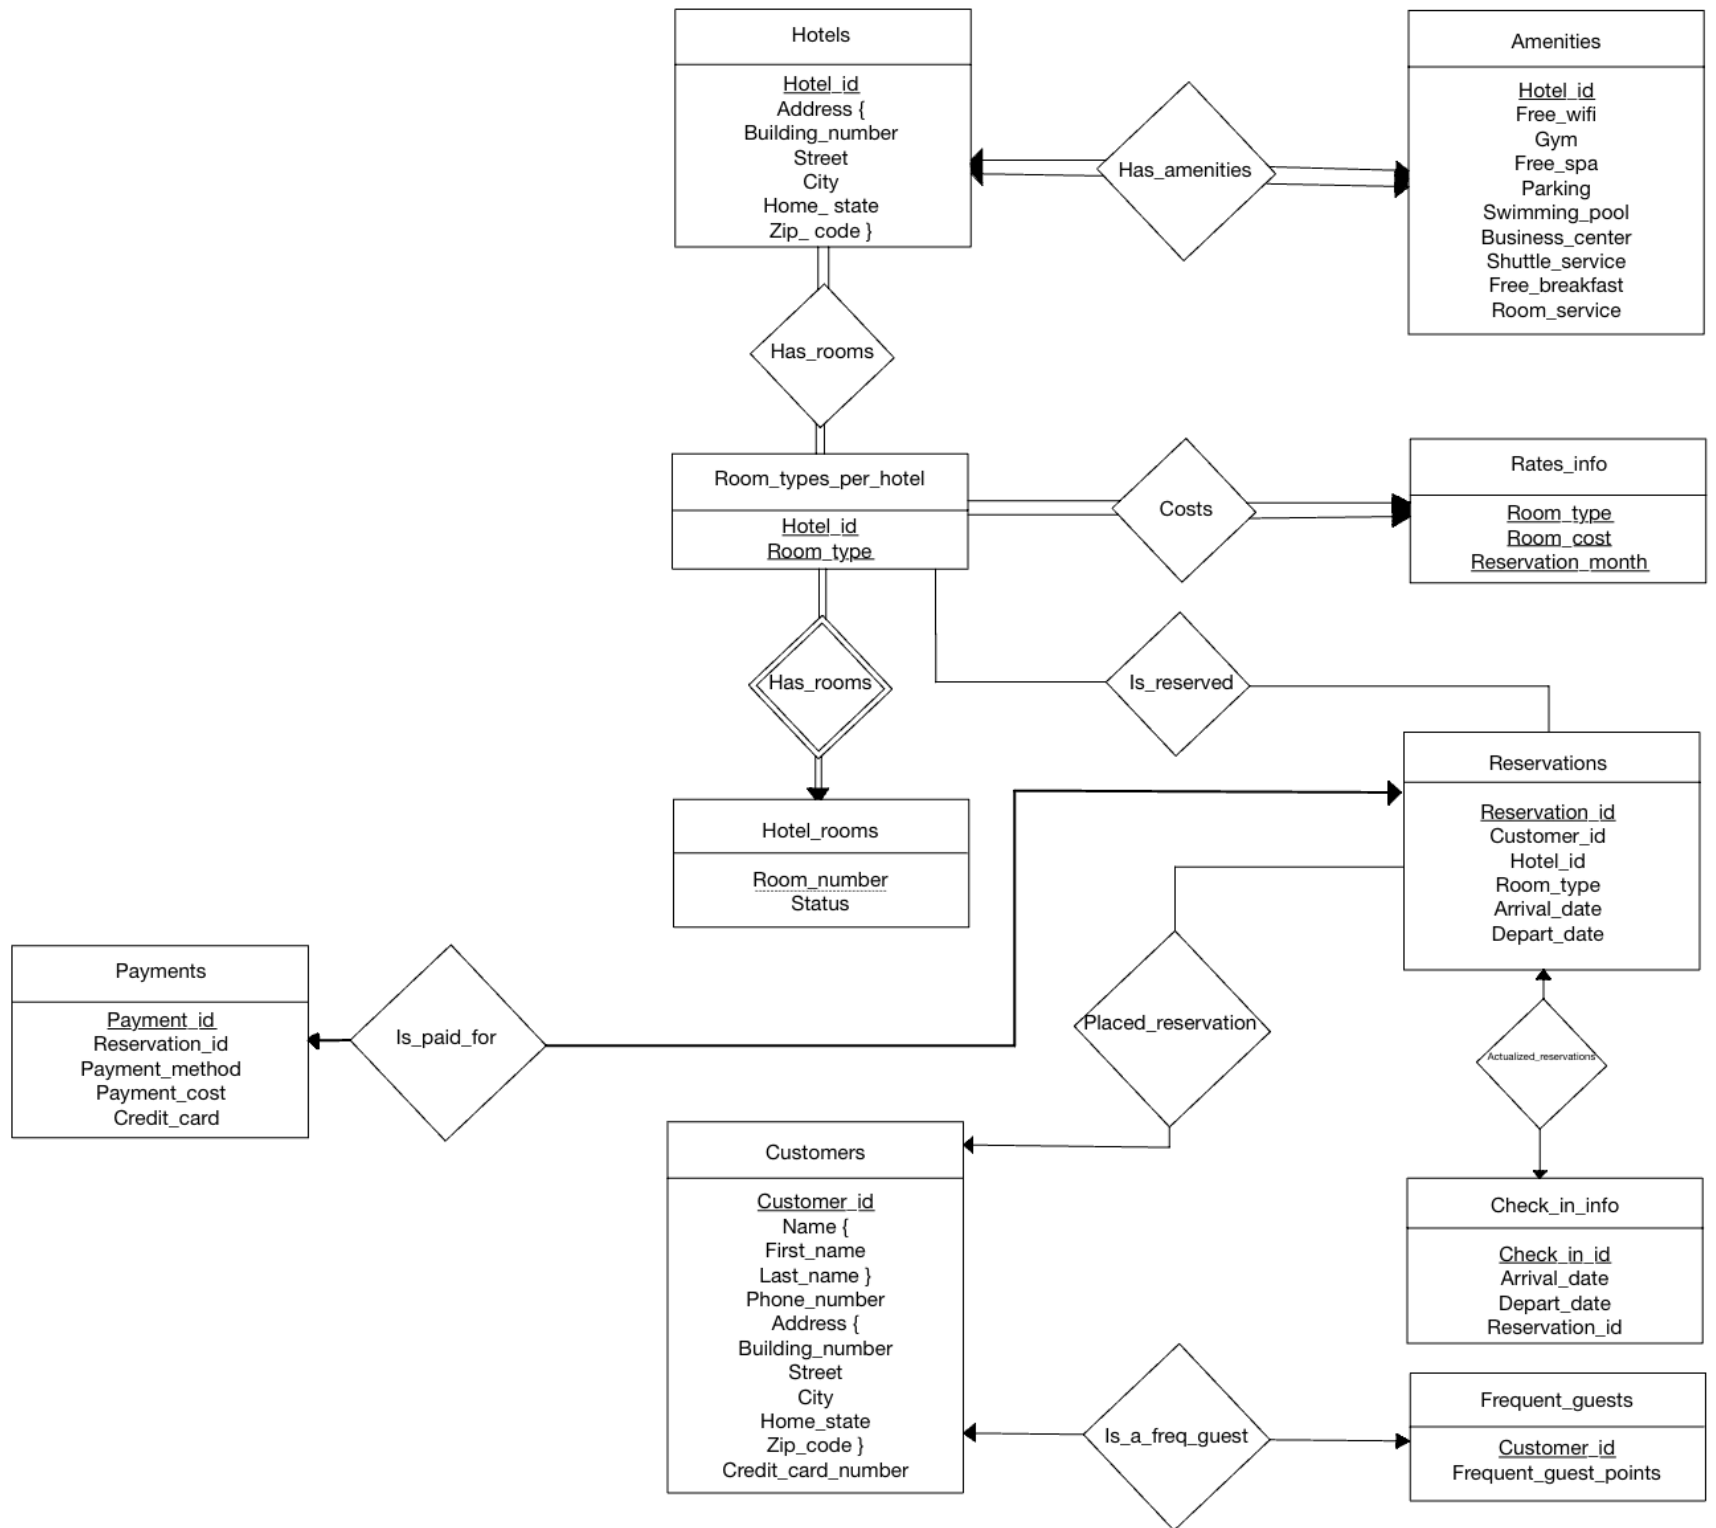 Hotels
Hotel_id
Address {
Building_number
Street
City
Home_ state
Zip_ code }
Has_amenities
Amenities
Hotel_id
Free_wifi
Gym
Free_spa
Parking
Swimming_pool
Business_center
Shuttle_service
Free_breakfast
Room_service
Has_rooms
Room_types_per_hotel
Hotel_id
Room_type
Costs
Rates_info
Room_type
Room_cost
Reservation_month
Has_rooms
Is_reserved
Hotel_rooms
Room_number
Status
Reservations
Reservation_id
Customer_id
Hotel_id
Room_type
Arrival_date
Depart_date
Payments
Payment_id
Reservation_id
Payment_method
Payment_cost
Credit_card
Is_paid_for
Placed_reservation
Actualized_reservations
Customers
Customer_id
Name {
First_name
Last_name }
Phone_number
Address {
Building_number
Street
City
Home_state
Zip_code }
Credit_card_number
Check_in_info
Check_in_id
Arrival_date
Depart_date
Reservation_id
Is_a_freq_guest
Frequent_guests
Customer_id
Frequent_guest_points